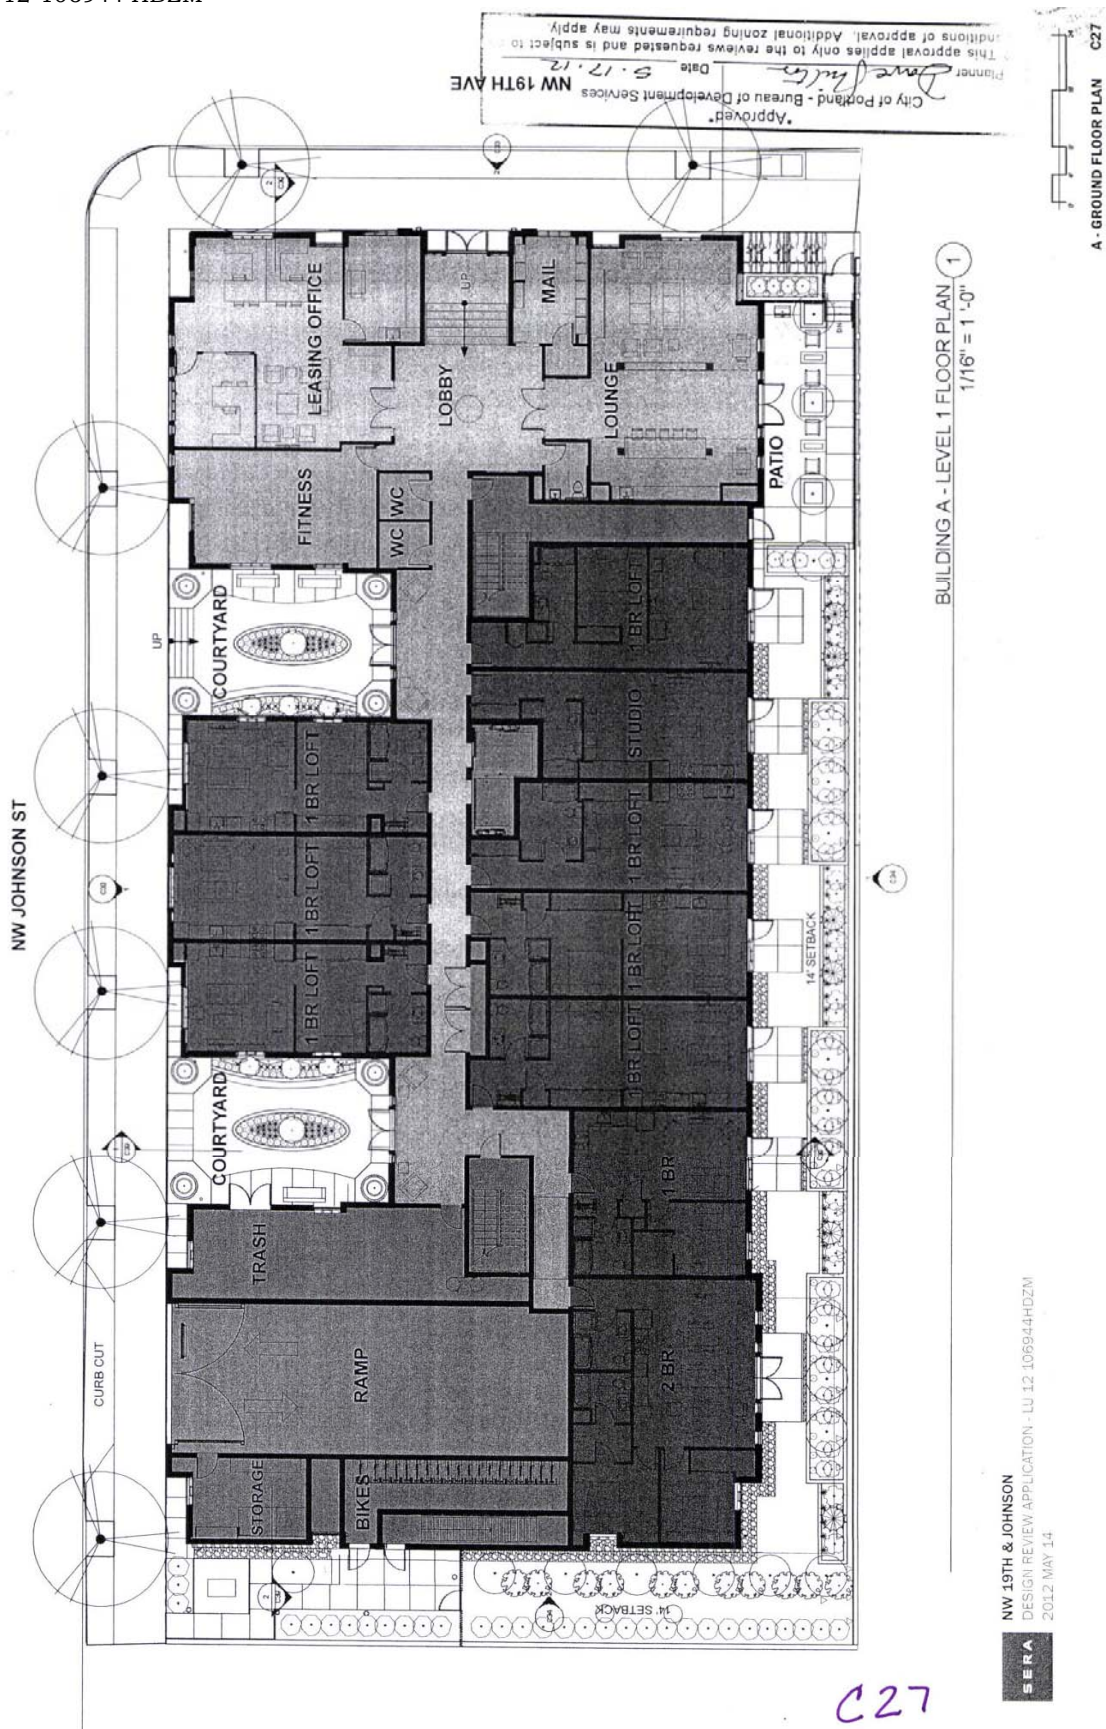 NW JOHNSON ST
"Approved"
City of Portland - Bureau of Development Services
Planner Date 5.17.12
This approval applies only to the reviews requested and is subject to
conditions of approval. Additional zoning requirements may apply.
NW 19TH AVE
CURB CUT
UP
COURTYARD
COURTYARD
STORAGE
BIKES
RAMP
TRASH
1 BR LOFT
1 BR LOFT
1 BR LOFT
FITNESS
WC
WC
LEASING OFFICE
LOBBY
UP
MAIL
LOUNGE
PATIO
DN
2 BR
1 BR
1 BR LOFT
1 BR LOFT
1 BR LOFT
STUDIO
1 BR LOFT
14' SETBACK
14' SETBACK
BUILDING A - LEVEL 1 FLOOR PLAN 1
1/16" = 1'-0"
SERA
NW 19TH & JOHNSON
DESIGN REVIEW APPLICATION - LU 12 106944HDZM
2012 MAY 14
A - GROUND FLOOR PLAN C27
C27